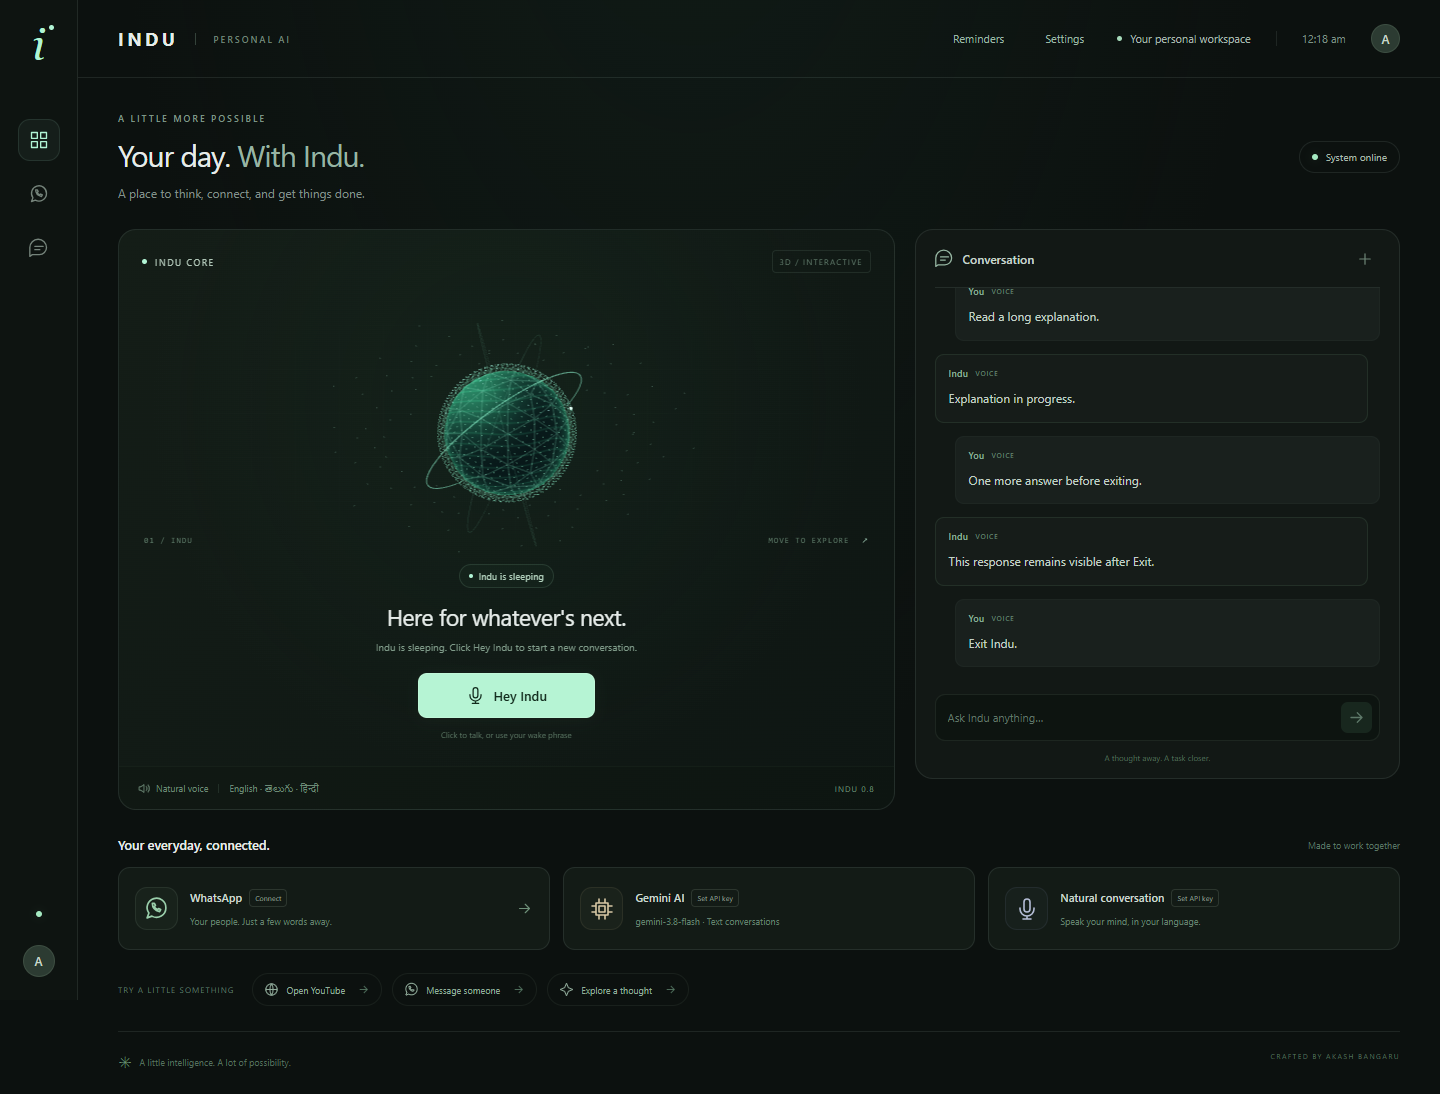 i
INDU
PERSONAL AI
Reminders
Settings
Your personal workspace
12:18 am
A
A LITTLE MORE POSSIBLE
Your day. With Indu.
A place to think, connect, and get things done.
System online
INDU CORE
3D / INTERACTIVE
01 / INDU
MOVE TO EXPLORE ↗
Indu is sleeping
Here for whatever's next.
Indu is sleeping. Click Hey Indu to start a new conversation.
Hey Indu
Click to talk, or use your wake phrase
Natural voice
English · తెలుగు · हिन्दी
INDU 0.8
Conversation
You VOICE
Read a long explanation.
Indu VOICE
Explanation in progress.
You VOICE
One more answer before exiting.
Indu VOICE
This response remains visible after Exit.
You VOICE
Exit Indu.
Ask Indu anything...
A thought away. A task closer.
Your everyday, connected.
Made to work together
WhatsApp Connect
Your people. Just a few words away.
Gemini AI Set API key
gemini-3.8-flash · Text conversations
Natural conversation Set API key
Speak your mind, in your language.
A
TRY A LITTLE SOMETHING
Open YouTube
Message someone
Explore a thought
A little intelligence. A lot of possibility.
CRAFTED BY AKASH BANGARU